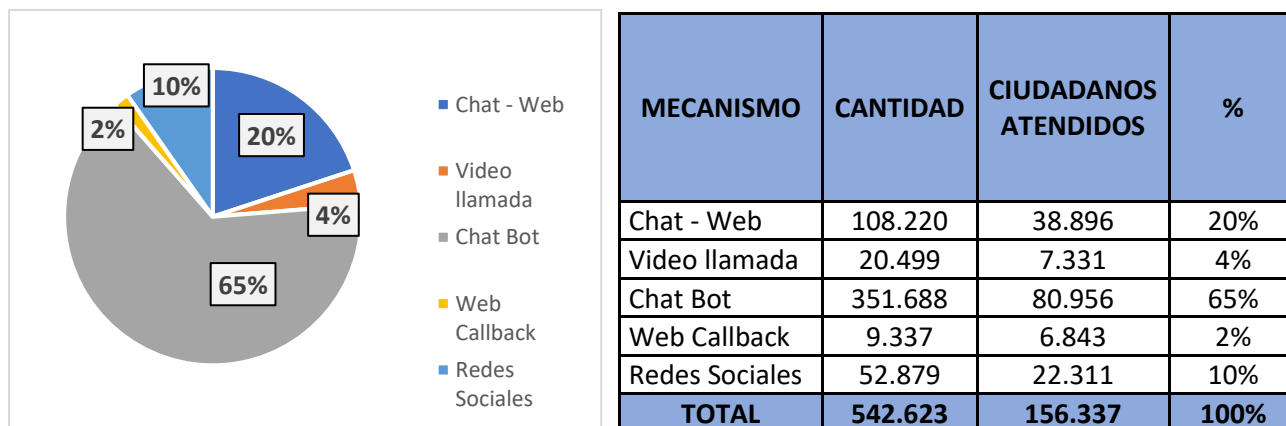 10%
2%
20%
4%
65%
Chat - Web
Video
llamada
Chat Bot
Web
Callback
Redes
Sociales
MECANISMO CANTIDAD CIUDADANOS ATENDIDOS %
Chat - Web 108.220 38.896 20%
Video llamada 20.499 7.331 4%
Chat Bot 351.688 80.956 65%
Web Callback 9.337 6.843 2%
Redes Sociales 52.879 22.311 10%
TOTAL 542.623 156.337 100%